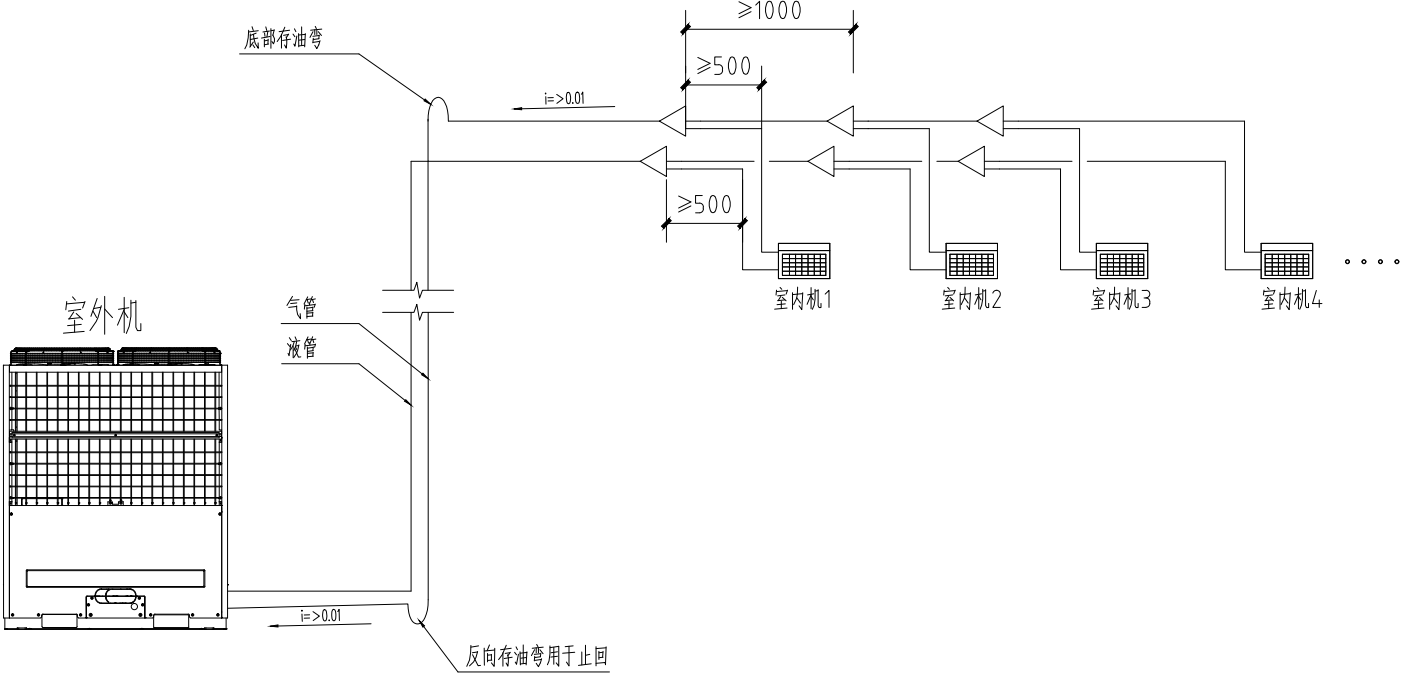 ≥1000
底部存油弯
≥500
i=>0.01
≥500
室内机1
室内机2
室内机3
室内机4
室外机
气管
液管
i=>0.01
反向存油弯用于止回